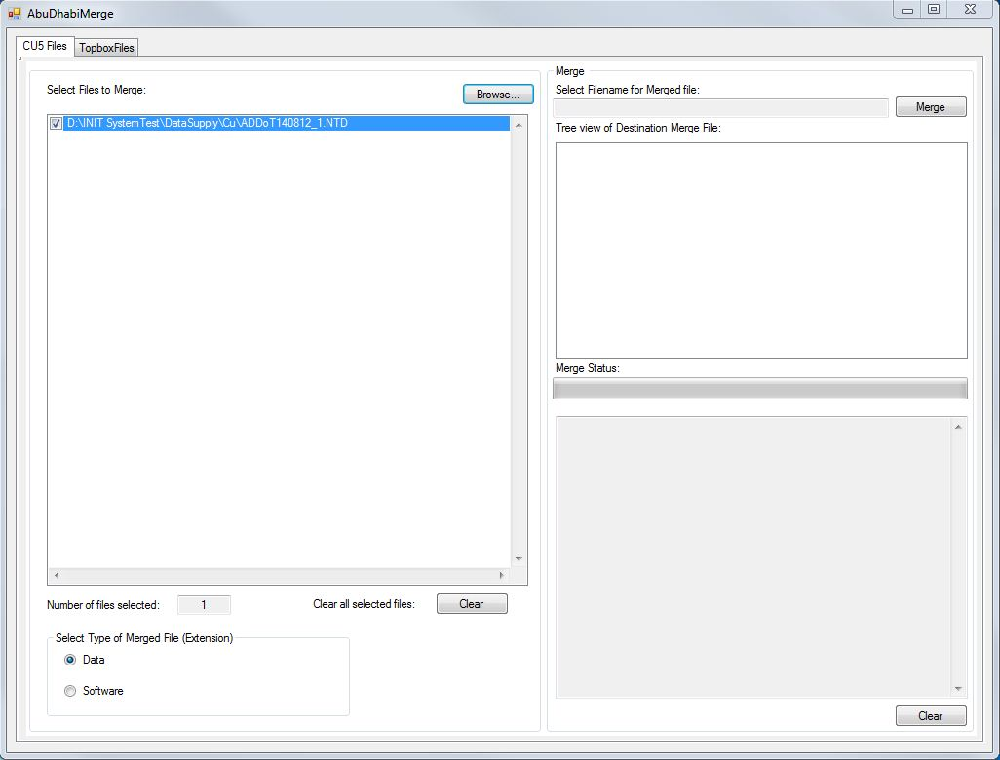 AbuDhabiMerge
CU5 Files
TopboxFiles
Select Files to Merge:
Browse...
D:\INIT SystemTest\DataSupply\Cu\ADDoT140812_1.NTD
Number of files selected:
1
Clear all selected files:
Clear
Select Type of Merged File (Extension)
Data
Software
Merge
Select Filename for Merged file:
Merge
Tree view of Destination Merge File:
Merge Status:
Clear